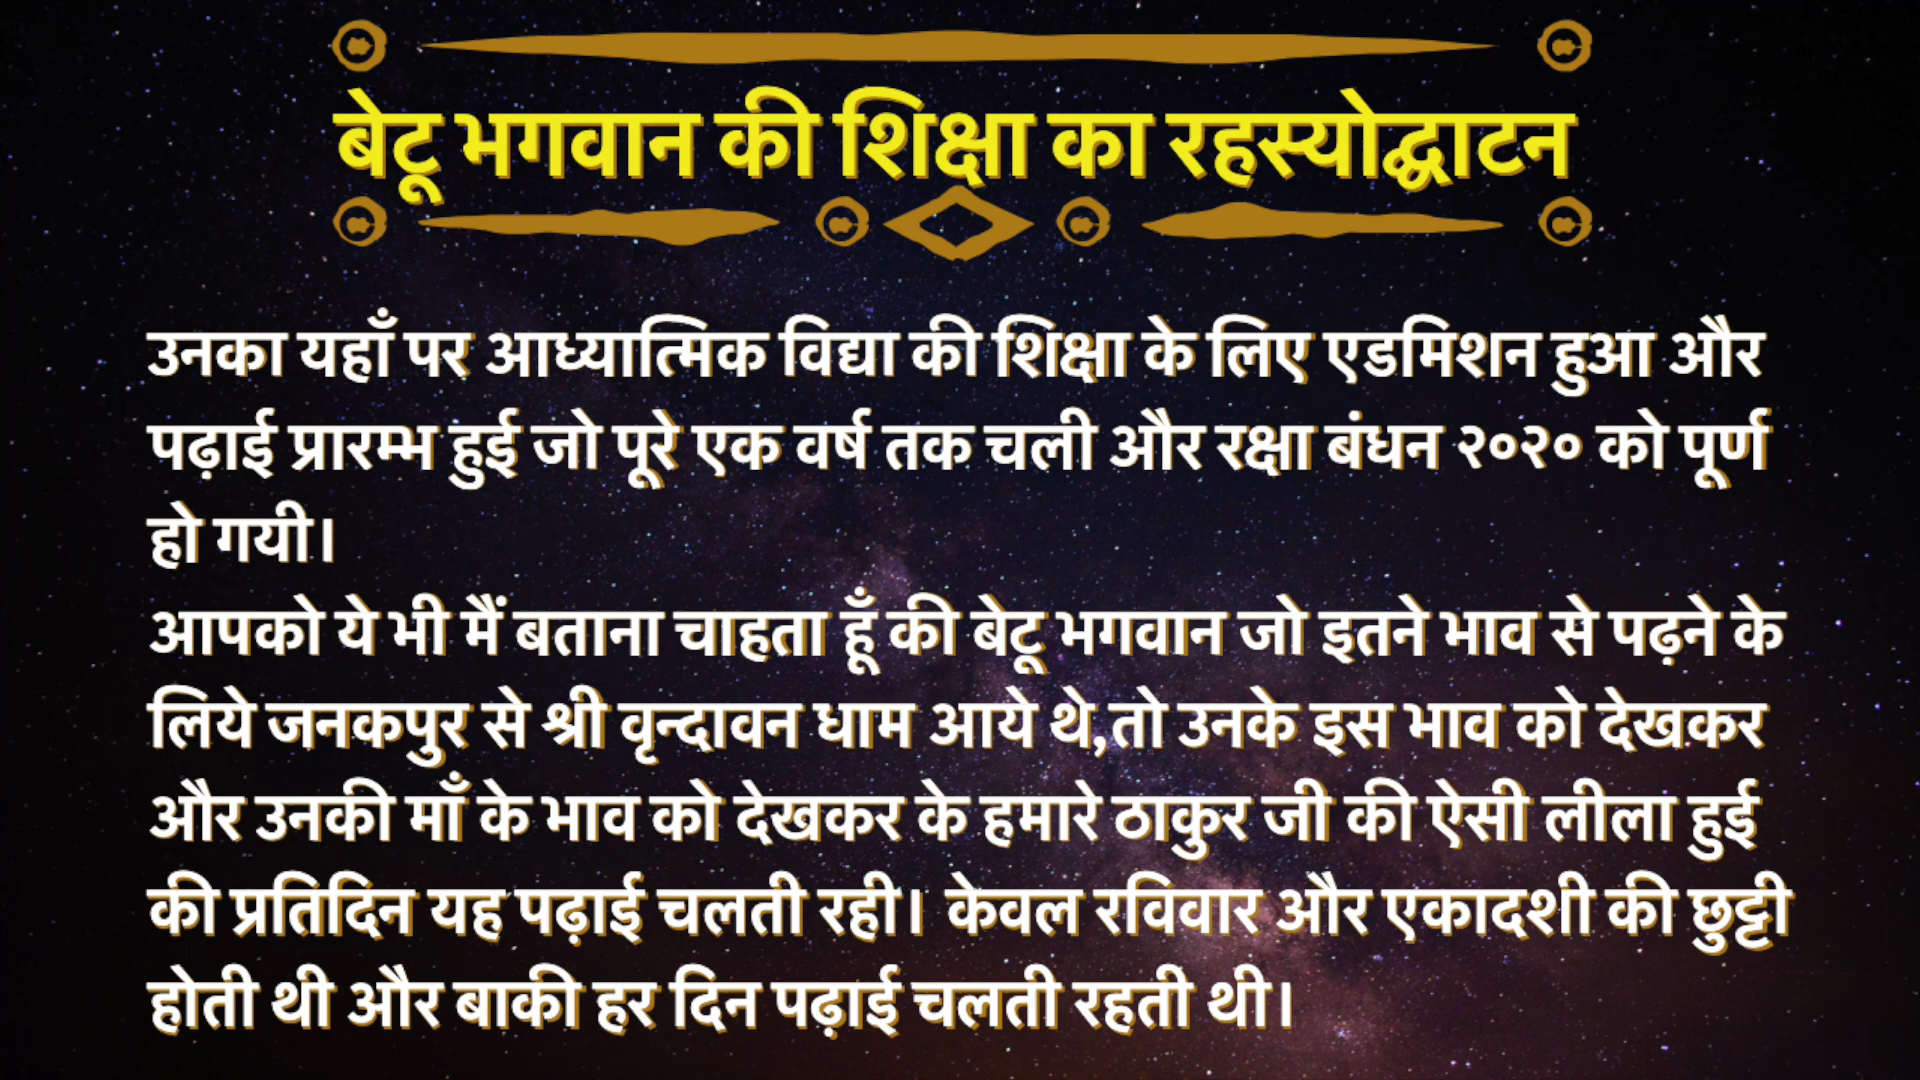 बेटू भगवान की शिक्षा का रहस्योद्घाटन
उनका यहाँ पर आध्यात्मिक विद्या की शिक्षा के लिए एडमिशन हुआ और
पढ़ाई प्रारम्भ हुई जो पूरे एक वर्ष तक चली और रक्षा बंधन २०२० को पूर्ण
हो गयी।
आपको ये भी मैं बताना चाहता हूँ की बेटू भगवान जो इतने भाव से पढ़ने के
लिये जनकपुर से श्री वृन्दावन धाम आये थे,तो उनके इस भाव को देखकर
और उनकी माँ के भाव को देखकर के हमारे ठाकुर जी की ऐसी लीला हुई
की प्रतिदिन यह पढ़ाई चलती रही। केवल रविवार और एकादशी की छुट्टी
होती थी और बाकी हर दिन पढ़ाई चलती रहती थी।